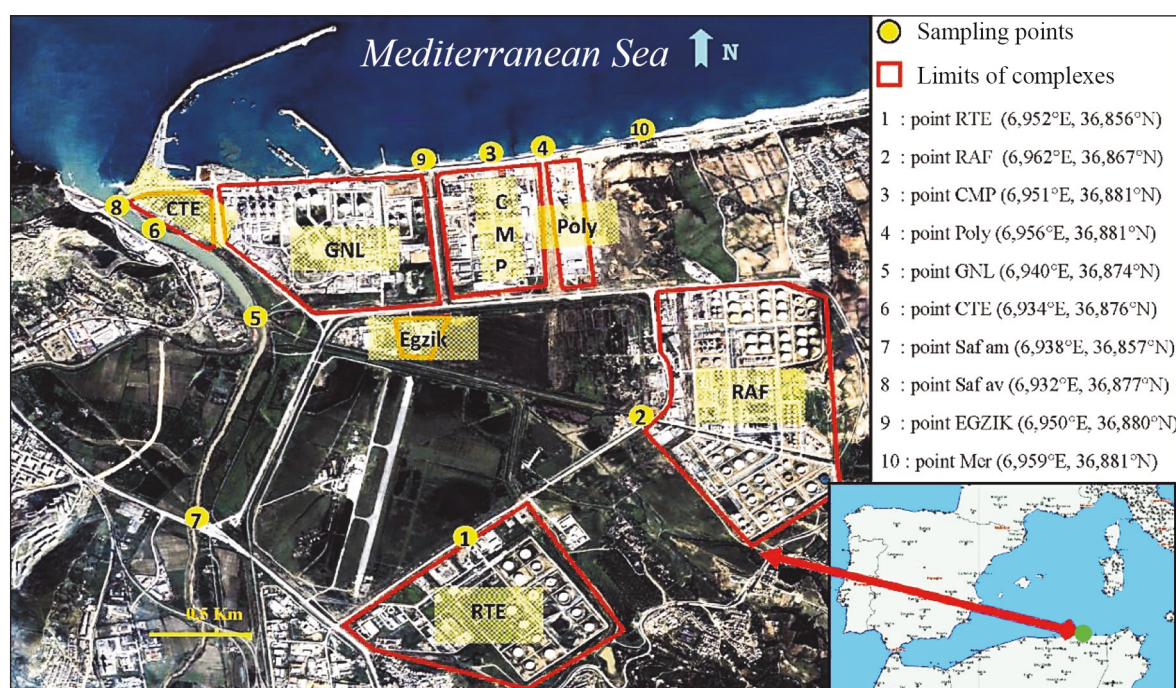 Mediterranean Sea
N
10
9
3
4
8
CTE
6
GNL
C
M
P
Poly
5
Egzik
RAF
2
7
1
RTE
0.5 Km
Sampling points
Limits of complexes
1 : point RTE (6,952°E, 36,856°N)
2 : point RAF (6,962°E, 36,867°N)
3 : point CMP (6,951°E, 36,881°N)
4 : point Poly (6,956°E, 36,881°N)
5 : point GNL (6,940°E, 36,874°N)
6 : point CTE (6,934°E, 36,876°N)
7 : point Saf am (6,938°E, 36,857°N)
8 : point Saf av (6,932°E, 36,877°N)
9 : point EGZIK (6,950°E, 36,880°N)
10 : point Mer (6,959°E, 36,881°N)